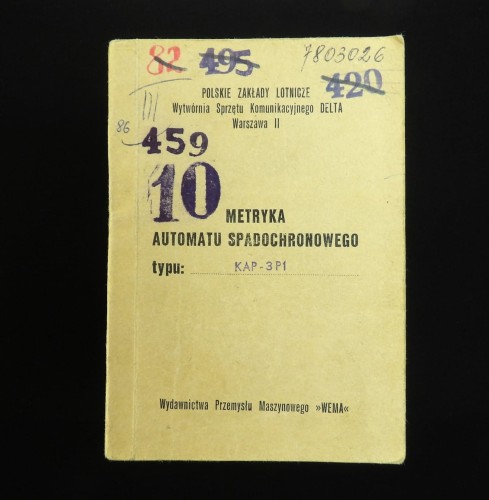 82 495 7803026
420
POLSKIE ZAKŁADY LOTNICZE
Wytwórnia Sprzętu Komunikacyjnego DELTA
Warszawa II
III
86
459
10
METRYKA
AUTOMATU SPADOCHRONOWEGO
typu: KAP-3P1
Wydawnictwa Przemysłu Maszynowego »WEMA«